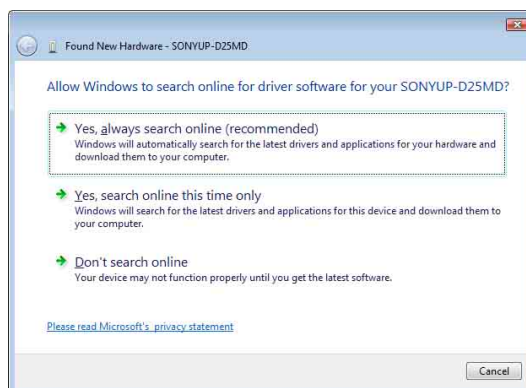 Found New Hardware - SONYUP-D25MD
Allow Windows to search online for driver software for your SONYUP-D25MD?
Yes, always search online (recommended)
Windows will automatically search for the latest drivers and applications for your hardware and
download them to your computer.
Yes, search online this time only
Windows will search for the latest drivers and applications for this device and download them to
your computer.
Don't search online
Your device may not function properly until you get the latest software.
Please read Microsoft's privacy statement
Cancel